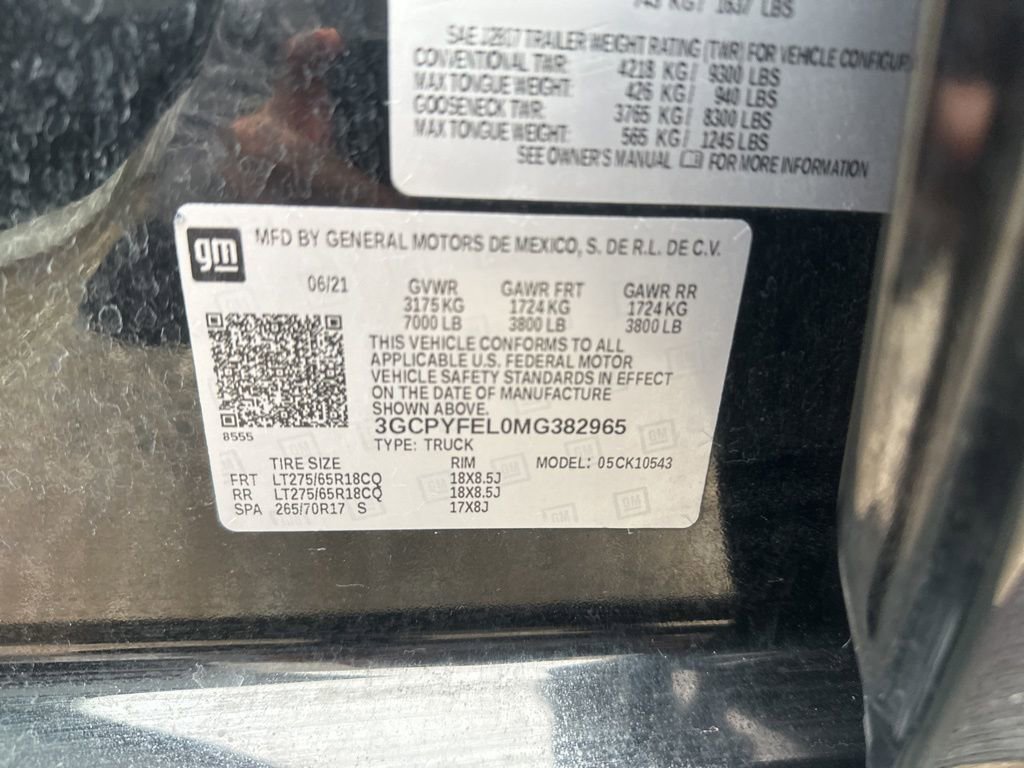 743 KG / 1637 LBS
SAE J2807 TRAILER WEIGHT RATING (TWR) FOR VEHICLE
CONVENTIONAL TWR: 4218 KG / 9300 LBS
MAX TONGUE WEIGHT: 426 KG / 940 LBS
GOOSENECK TWR: 3765 KG / 8300 LBS
MAX TONGUE WEIGHT: 565 KG / 1245 LBS
SEE OWNER'S MANUAL FOR MORE INFORMATION
gm MFD BY GENERAL MOTORS DE MEXICO, S. DE R.L. DE C.V.
06/21 GVWR GAWR FRT GAWR RR
3175 KG 1724 KG 1724 KG
7000 LB 3800 LB 3800 LB
THIS VEHICLE CONFORMS TO ALL
APPLICABLE U.S. FEDERAL MOTOR
VEHICLE SAFETY STANDARDS IN EFFECT
ON THE DATE OF MANUFACTURE
SHOWN ABOVE.
3GCPYFEL0MG382965
8555
TYPE: TRUCK
TIRE SIZE RIM MODEL: 05CK10543
FRT LT275/65R18CQ 18X8.5J
RR LT275/65R18CQ 18X8.5J
SPA 265/70R17 S 17X8J